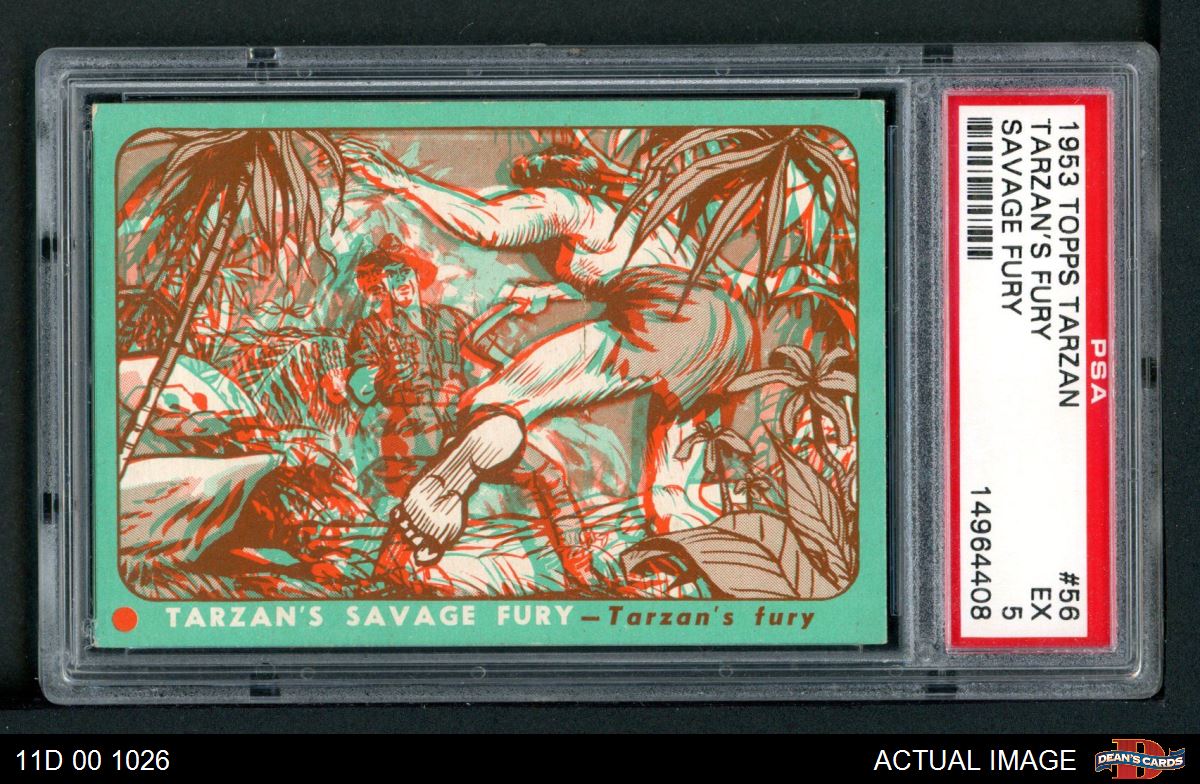 TARZAN'S SAVAGE FURY—Tarzan's fury
PSA
1953 TOPPS TARZAN #56
TARZAN'S FURY EX
SAVAGE FURY 5
14964408
11D 00 1026
ACTUAL IMAGE
D
DEAN'S CARDS